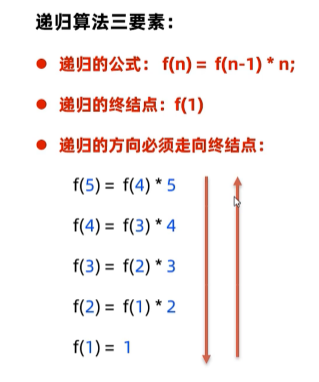 递归算法三要素：
● 递归的公式： f(n) = f(n-1) * n;
● 递归的终结点：f(1)
● 递归的方向必须走向终结点：
f(5) = f(4) * 5
f(4) = f(3) * 4
f(3) = f(2) * 3
f(2) = f(1) * 2
f(1) = 1